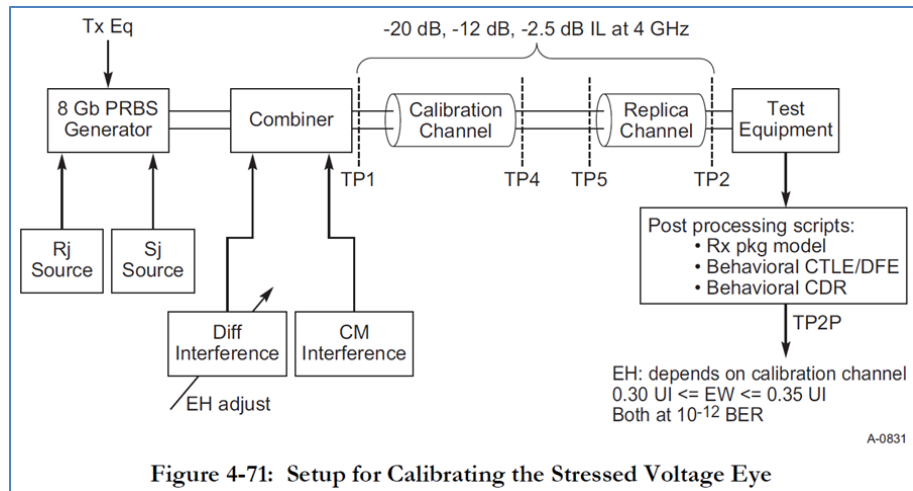 Tx Eq
-20 dB, -12 dB, -2.5 dB IL at 4 GHz
8 Gb PRBS
Generator
Combiner
Calibration
Channel
Replica
Channel
Test
Equipment
TP1
TP4
TP5
TP2
Rj
Source
Sj
Source
Post processing scripts:
• Rx pkg model
• Behavioral CTLE/DFE
• Behavioral CDR
Diff
Interference
CM
Interference
TP2P
EH adjust
EH: depends on calibration channel
0.30 UI <= EW <= 0.35 UI
Both at 10-12 BER
A-0831
Figure 4-71: Setup for Calibrating the Stressed Voltage Eye